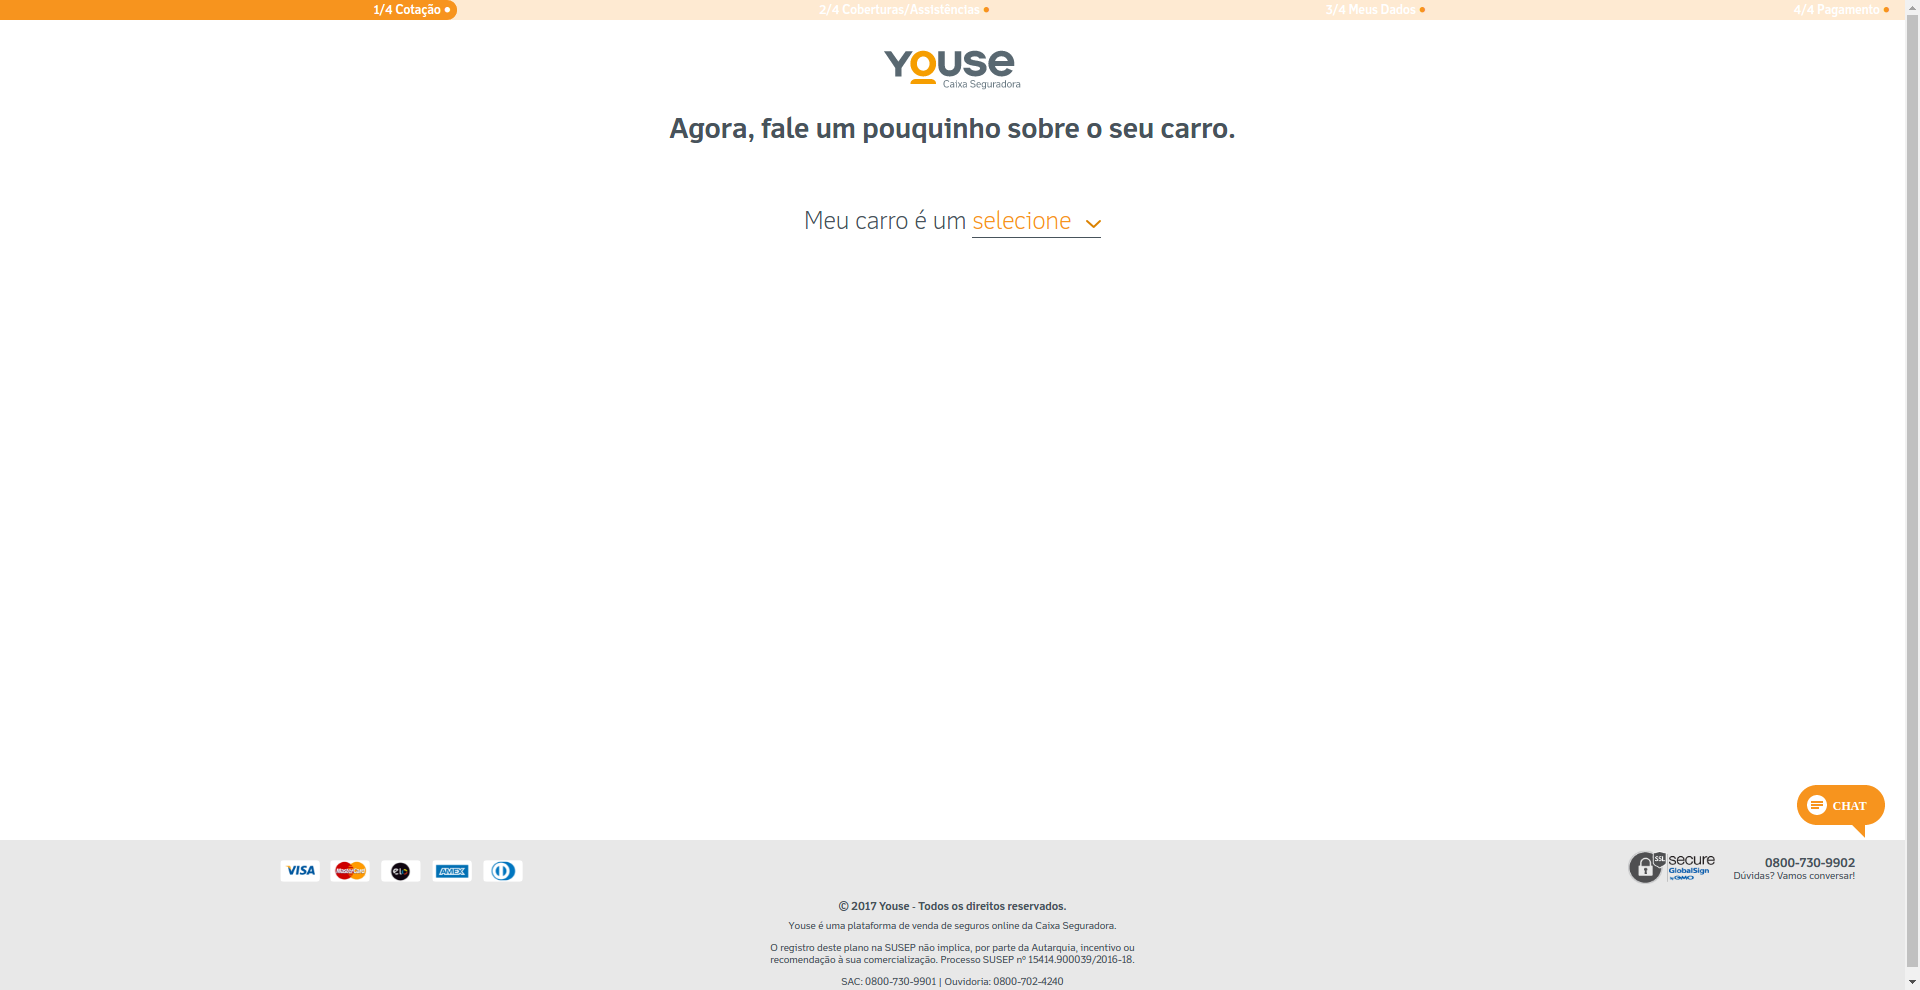 1/4 Cotação
2/4 Coberturas/Assistências
3/4 Meus Dados
4/4 Pagamento
Youse
Caixa Seguradora
Agora, fale um pouquinho sobre o seu carro.
Meu carro é um selecione
CHAT
VISA
MasterCard
elo
AMEX
SSL
secure
GlobalSign
by GMO
0800-730-9902
Dúvidas? Vamos conversar!
© 2017 Youse - Todos os direitos reservados.
Youse é uma plataforma de venda de seguros online da Caixa Seguradora.
O registro deste plano na SUSEP não implica, por parte da Autarquia, incentivo ou
recomendação à sua comercialização. Processo SUSEP nº 15414.900039/2016-18.
SAC: 0800-730-9901 | Ouvidoria: 0800-702-4240